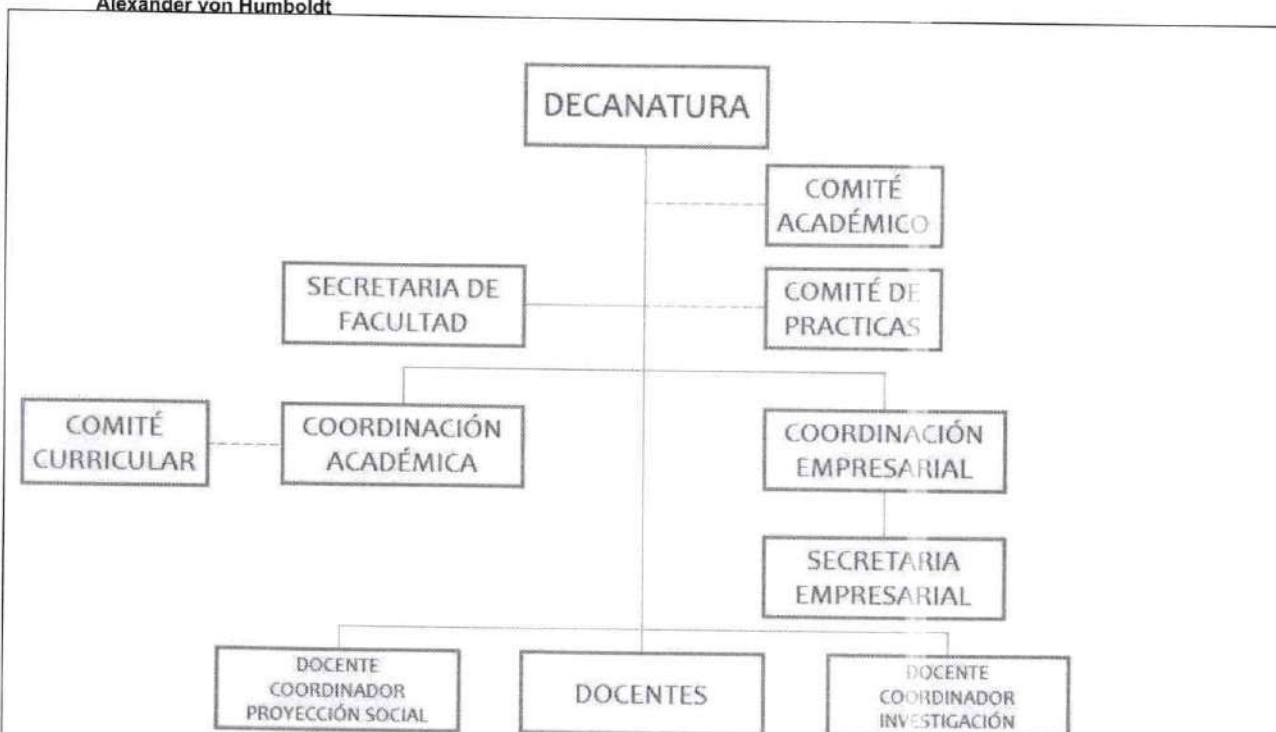 Alexander von Humboldt
DECANATURA
COMITÉ
ACADÉMICO
SECRETARIA DE
FACULTAD
COMITÉ DE
PRACTICAS
COMITÉ
CURRICULAR
COORDINACIÓN
ACADÉMICA
COORDINACIÓN
EMPRESARIAL
SECRETARIA
EMPRESARIAL
DOCENTE
COORDINADOR
PROYECCIÓN SOCIAL
DOCENTES
DOCENTE
COORDINADOR
INVESTIGACIÓN